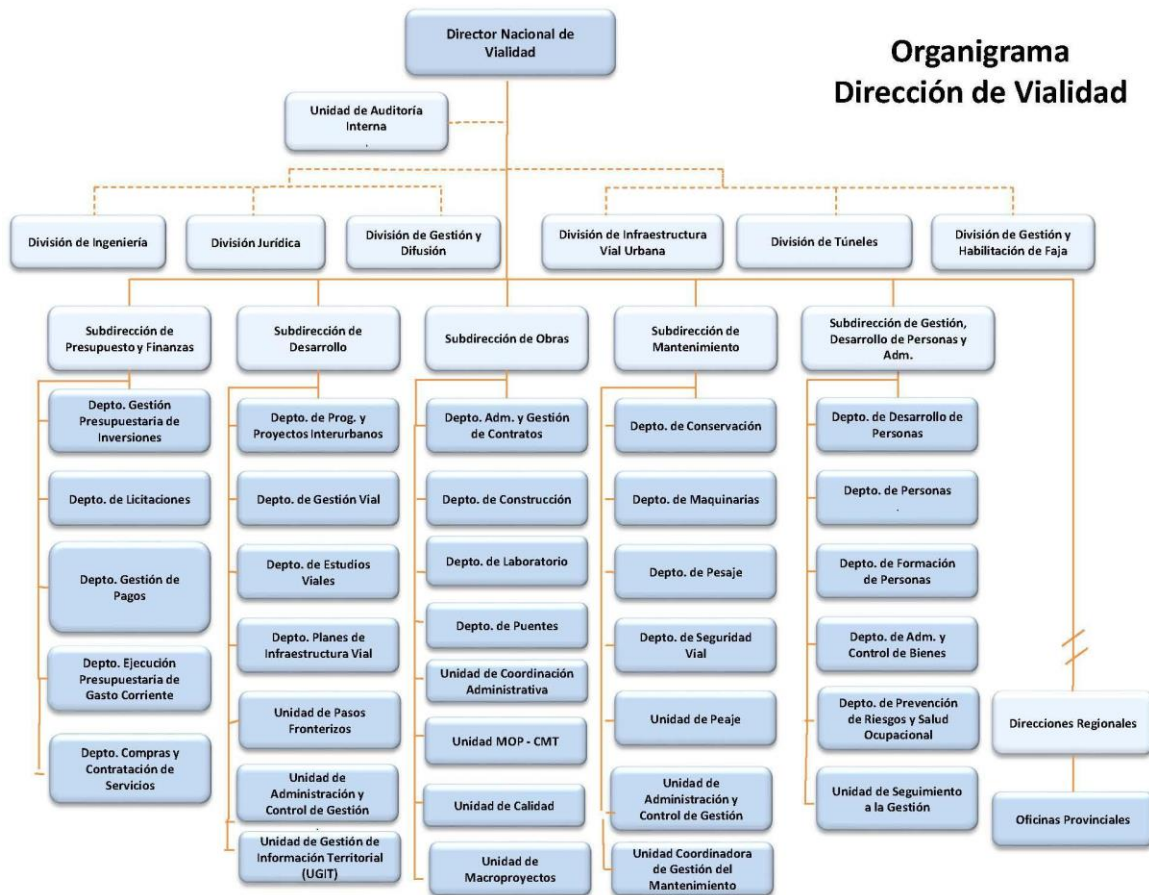 Director Nacional de
Vialidad
Organigrama
Dirección de Vialidad
Unidad de Auditoría
Interna
.
División de Ingeniería
División Jurídica
División de Gestión y
Difusión
División de Infraestructura
Vial Urbana
División de Túneles
División de Gestión y
Habilitación de Faja
Subdirección de
Presupuesto y Finanzas
Subdirección de
Desarrollo
Subdirección de Obras
Subdirección de
Mantenimiento
Subdirección de Gestión,
Desarrollo de Personas y
Adm.
Depto. Gestión
Presupuestaria de
Inversiones
Depto. de Licitaciones
Depto. Gestión de
Pagos
Depto. Ejecución
Presupuestaria de
Gasto Corriente
Depto. Compras y
Contratación de
Servicios
Depto. de Prog. y
Proyectos Interurbanos
Depto. de Gestión Vial
Depto. de Estudios
Viales
Depto. Planes de
Infraestructura Vial
Unidad de Pasos
Fronterizos
Unidad de
Administración y
Control de Gestión
.
Unidad de Gestión de
Información Territorial
(UGIT)
Depto. Adm. y Gestión
de Contratos
Depto. de Construcción
Depto. de Laboratorio
Depto. de Puentes
Unidad de Coordinación
Administrativa
Unidad MOP - CMT
Unidad de Calidad
Unidad de
Macroproyectos
Depto. de Conservación
Depto. de Maquinarias
Depto. de Pesaje
Depto. de Seguridad
Vial
Unidad de Peaje
Unidad de
Administración y
Control de Gestión
Unidad Coordinadora
de Gestión del
Mantenimiento
Depto. de Desarrollo de
Personas
Depto. de Personas
.
Depto. de Formación
de Personas
Depto. de Adm. y
Control de Bienes
Depto. de Prevención
de Riesgos y Salud
Ocupacional
Unidad de Seguimiento
a la Gestión
Direcciones Regionales
Oficinas Provinciales